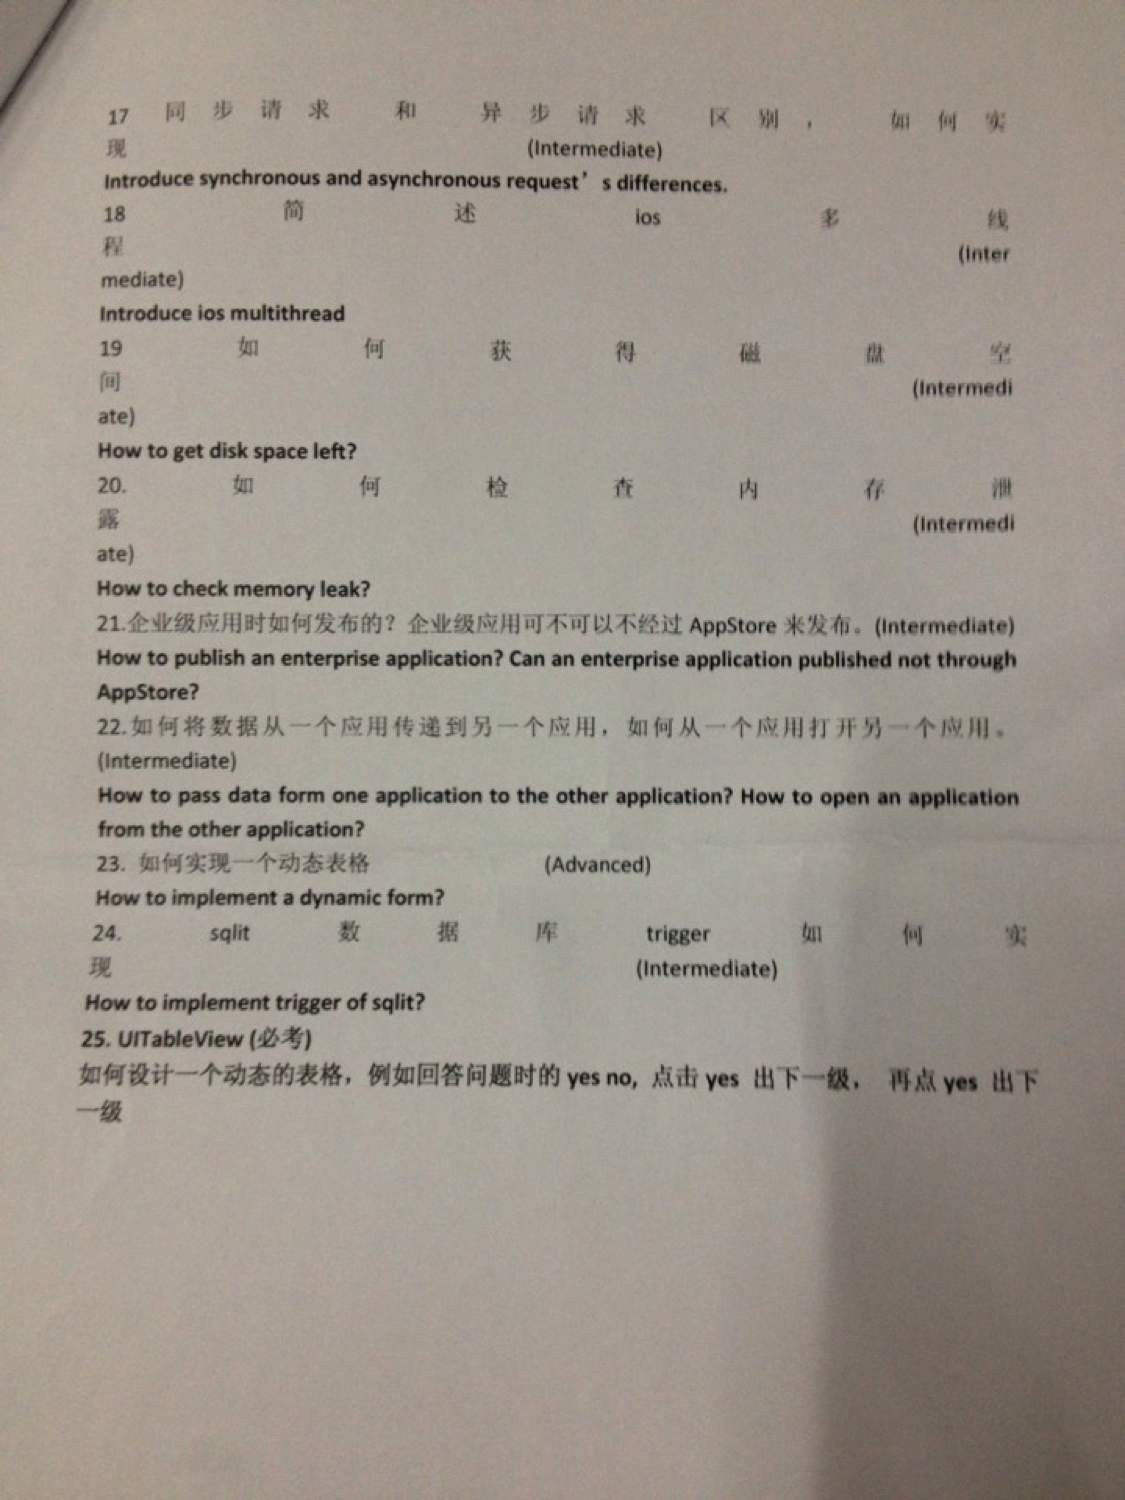 17 同步请求 和 异步请求 区别， 如何实
现 (Intermediate)
Introduce synchronous and asynchronous request’s differences.
18 简述 ios 多线
程 (Inter
mediate)
Introduce ios multithread
19 如何获得磁盘空
间 (Intermedi
ate)
How to get disk space left?
20. 如何检查内存泄
露 (Intermedi
ate)
How to check memory leak?
21.企业级应用时如何发布的？企业级应用可不可以不经过 AppStore 来发布。(Intermediate)
How to publish an enterprise application? Can an enterprise application published not through
AppStore?
22.如何将数据从一个应用传递到另一个应用，如何从一个应用打开另一个应用。
(Intermediate)
How to pass data form one application to the other application? How to open an application
from the other application?
23. 如何实现一个动态表格 (Advanced)
How to implement a dynamic form?
24. sqlit 数据库 trigger 如何实
现 (Intermediate)
How to implement trigger of sqlit?
25. UITableView (必考)
如何设计一个动态的表格，例如回答问题时的 yes no, 点击 yes 出下一级， 再点 yes 出下
一级